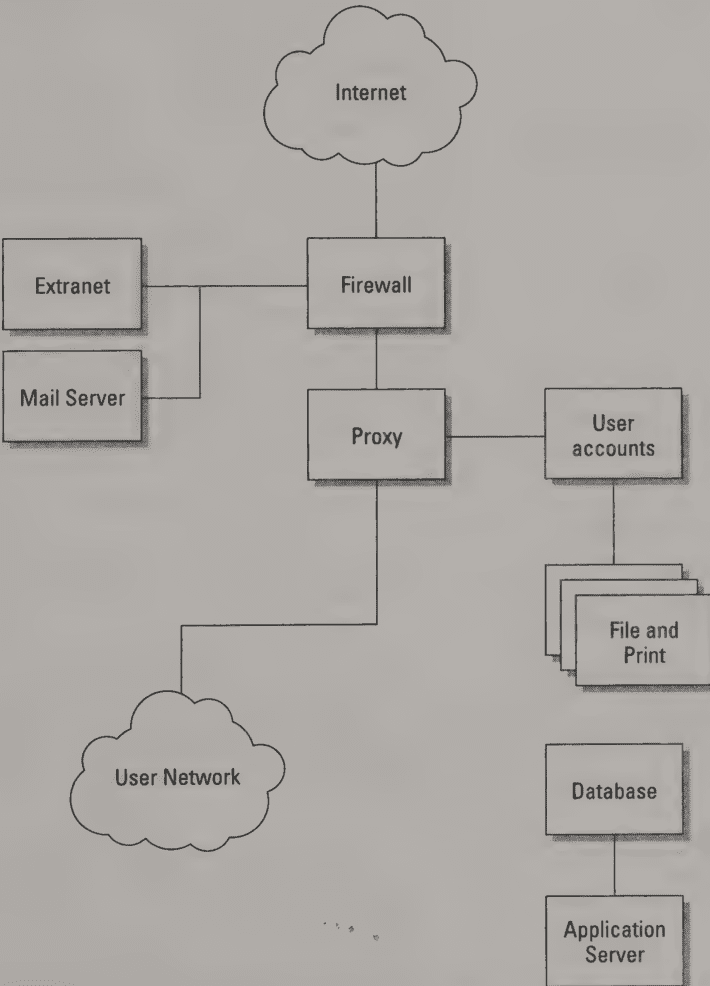 Internet
Extranet
Firewall
Mail Server
Proxy
User
accounts
File and
Print
User Network
Database
Application
Server